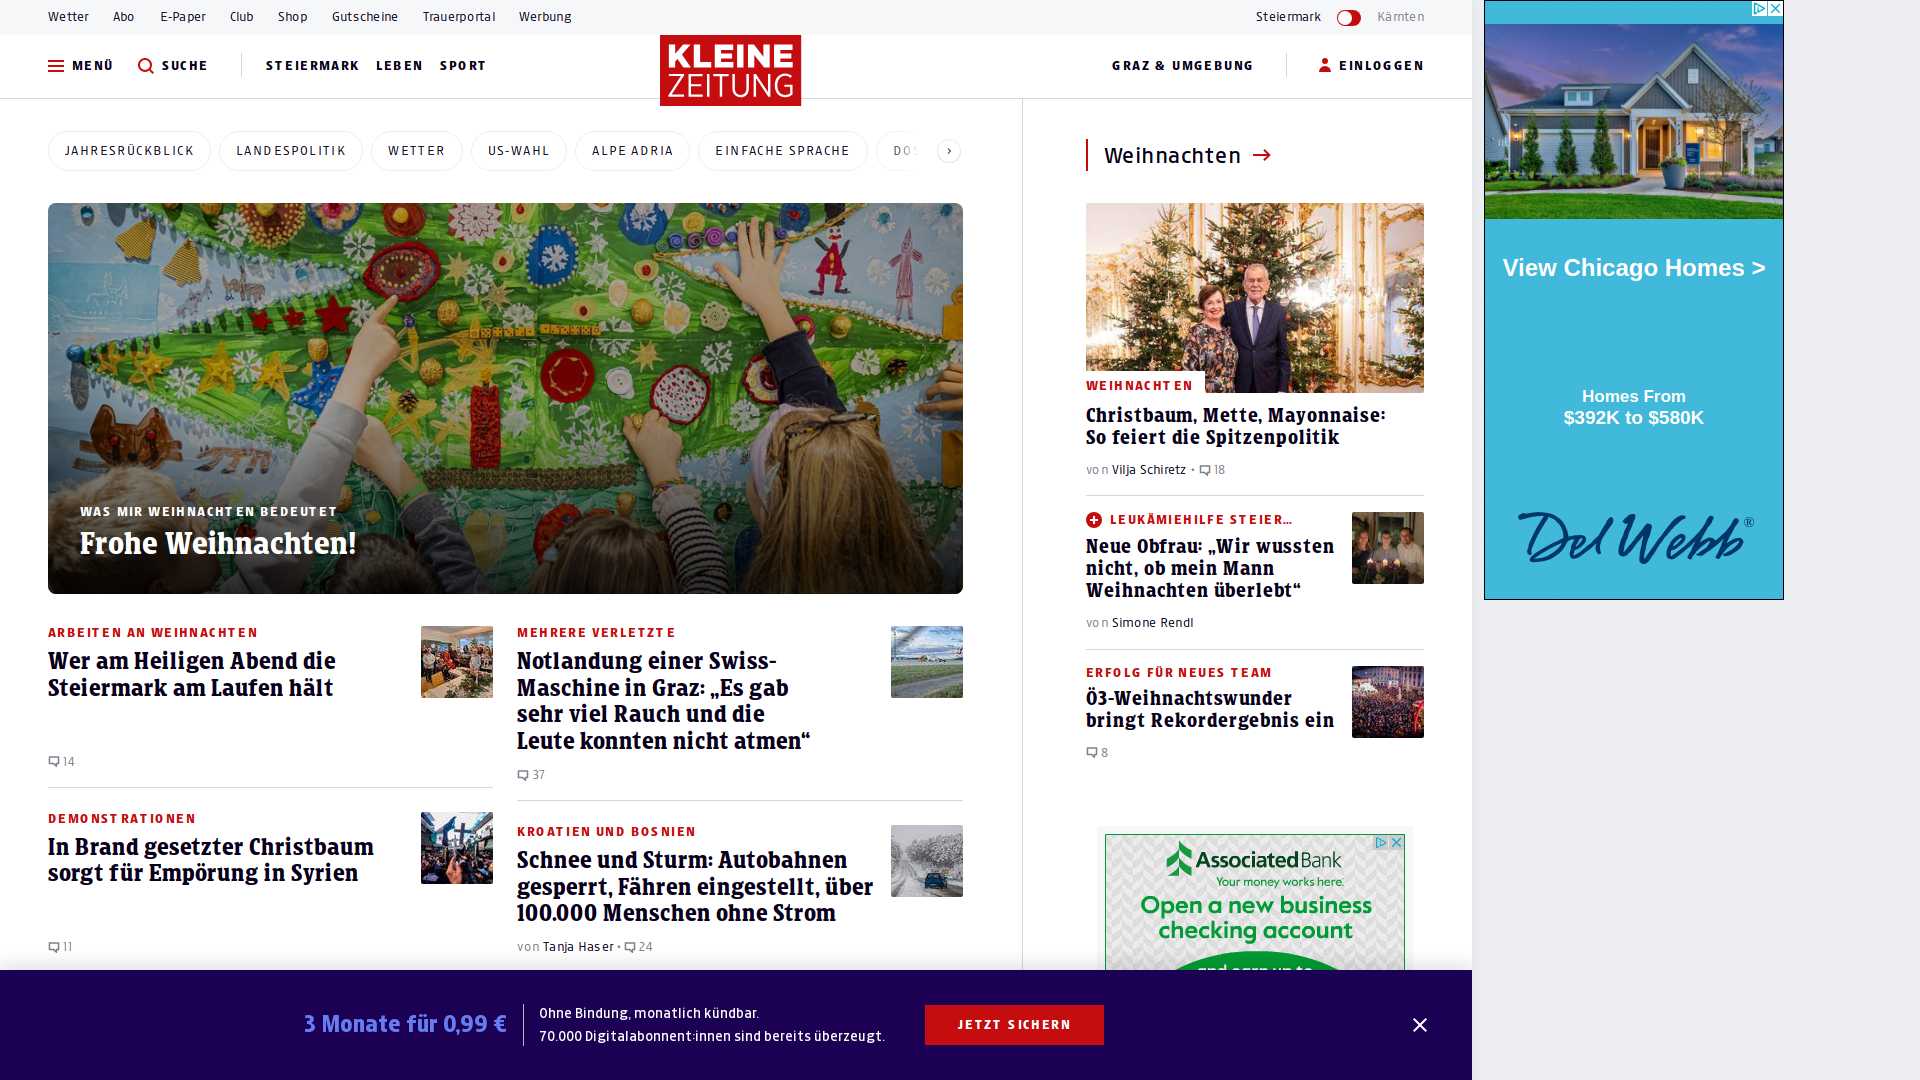 Wetter Abo E-Paper Club Shop Gutscheine Trauerportal Werbung Steiermark Kärnten
MENÜ SUCHE STEIERMARK LEBEN SPORT KLEINE ZEITUNG GRAZ & UMGEBUNG EINLOGGEN
JAHRESRÜCKBLICK LANDESPOLITIK WETTER US-WAHL ALPE ADRIA EINFACHE SPRACHE
WAS MIR WEIHNACHTEN BEDEUTET
Frohe Weihnachten!
ARBEITEN AN WEIHNACHTEN
Wer am Heiligen Abend die
Steiermark am Laufen hält
14
MEHRERE VERLETZTE
Notlandung einer Swiss-
Maschine in Graz: „Es gab
sehr viel Rauch und die
Leute konnten nicht atmen“
37
DEMONSTRATIONEN
In Brand gesetzter Christbaum
sorgt für Empörung in Syrien
11
KROATIEN UND BOSNIEN
Schnee und Sturm: Autobahnen
gesperrt, Fähren eingestellt, über
100.000 Menschen ohne Strom
von Tanja Haser • 24
Weihnachten
WEIHNACHTEN
Christbaum, Mette, Mayonnaise:
So feiert die Spitzenpolitik
von Vilja Schiretz • 18
LEUKÄMIEHILFE STEIER...
Neue Obfrau: „Wir wussten
nicht, ob mein Mann
Weihnachten überlebt“
von Simone Rendl
ERFOLG FÜR NEUES TEAM
Ö3-Weihnachtswunder
bringt Rekordergebnis ein
8
AssociatedBank
Your money works here.
Open a new business
checking account
and earn up to
View Chicago Homes >
Homes From
$392K to $580K
Del Webb®
3 Monate für 0,99 €
Ohne Bindung, monatlich kündbar.
70.000 Digitalabonnent:innen sind bereits überzeugt.
JETZT SICHERN